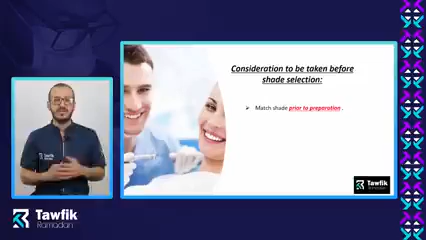 Consideration to be taken before
shade selection:
➢ Match shade prior to preparation .
Tawfik
Ramadan
Tawfik
Ramadan